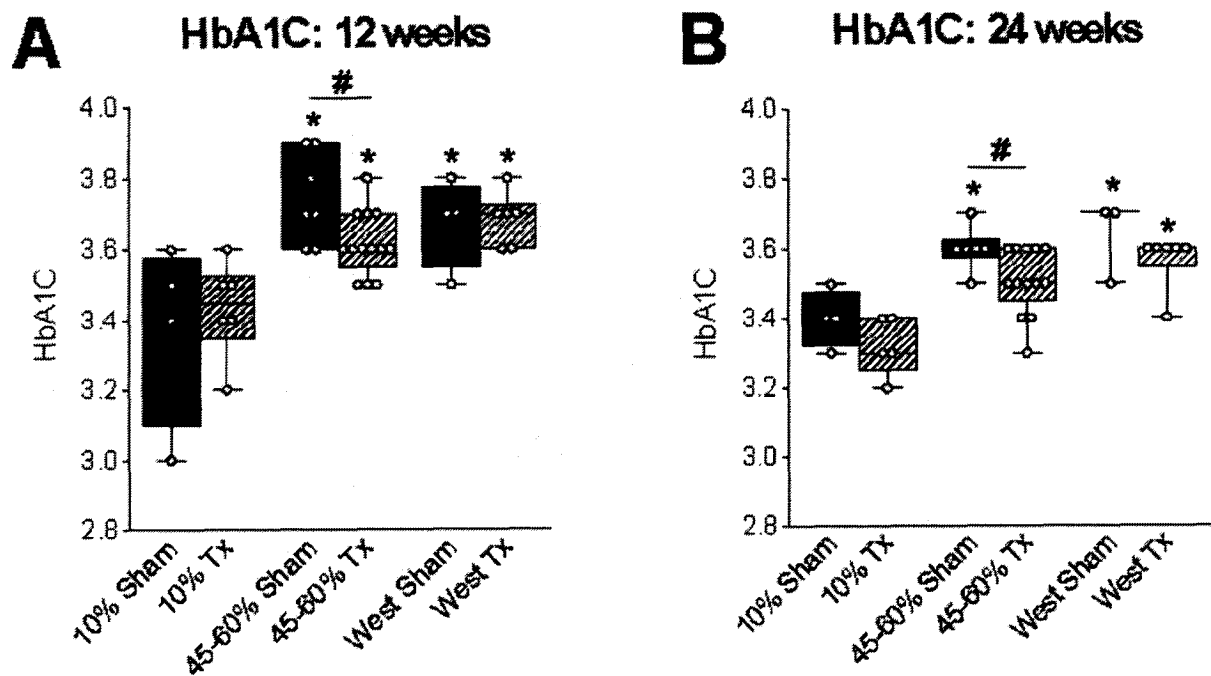 A
HbA1C: 12 weeks
#
*
*
*
*
4.0
3.8
3.6
3.4
3.2
3.0
2.8
HbA1C
10% Sham
10% Tx
45-60% Sham
45-60% Tx
West Sham
West Tx
B
HbA1C: 24 weeks
#
*
*
*
4.0
3.8
3.6
3.4
3.2
3.0
2.8
HbA1C
10% Sham
10% Tx
45-60% Sham
45-60% Tx
West Sham
West Tx